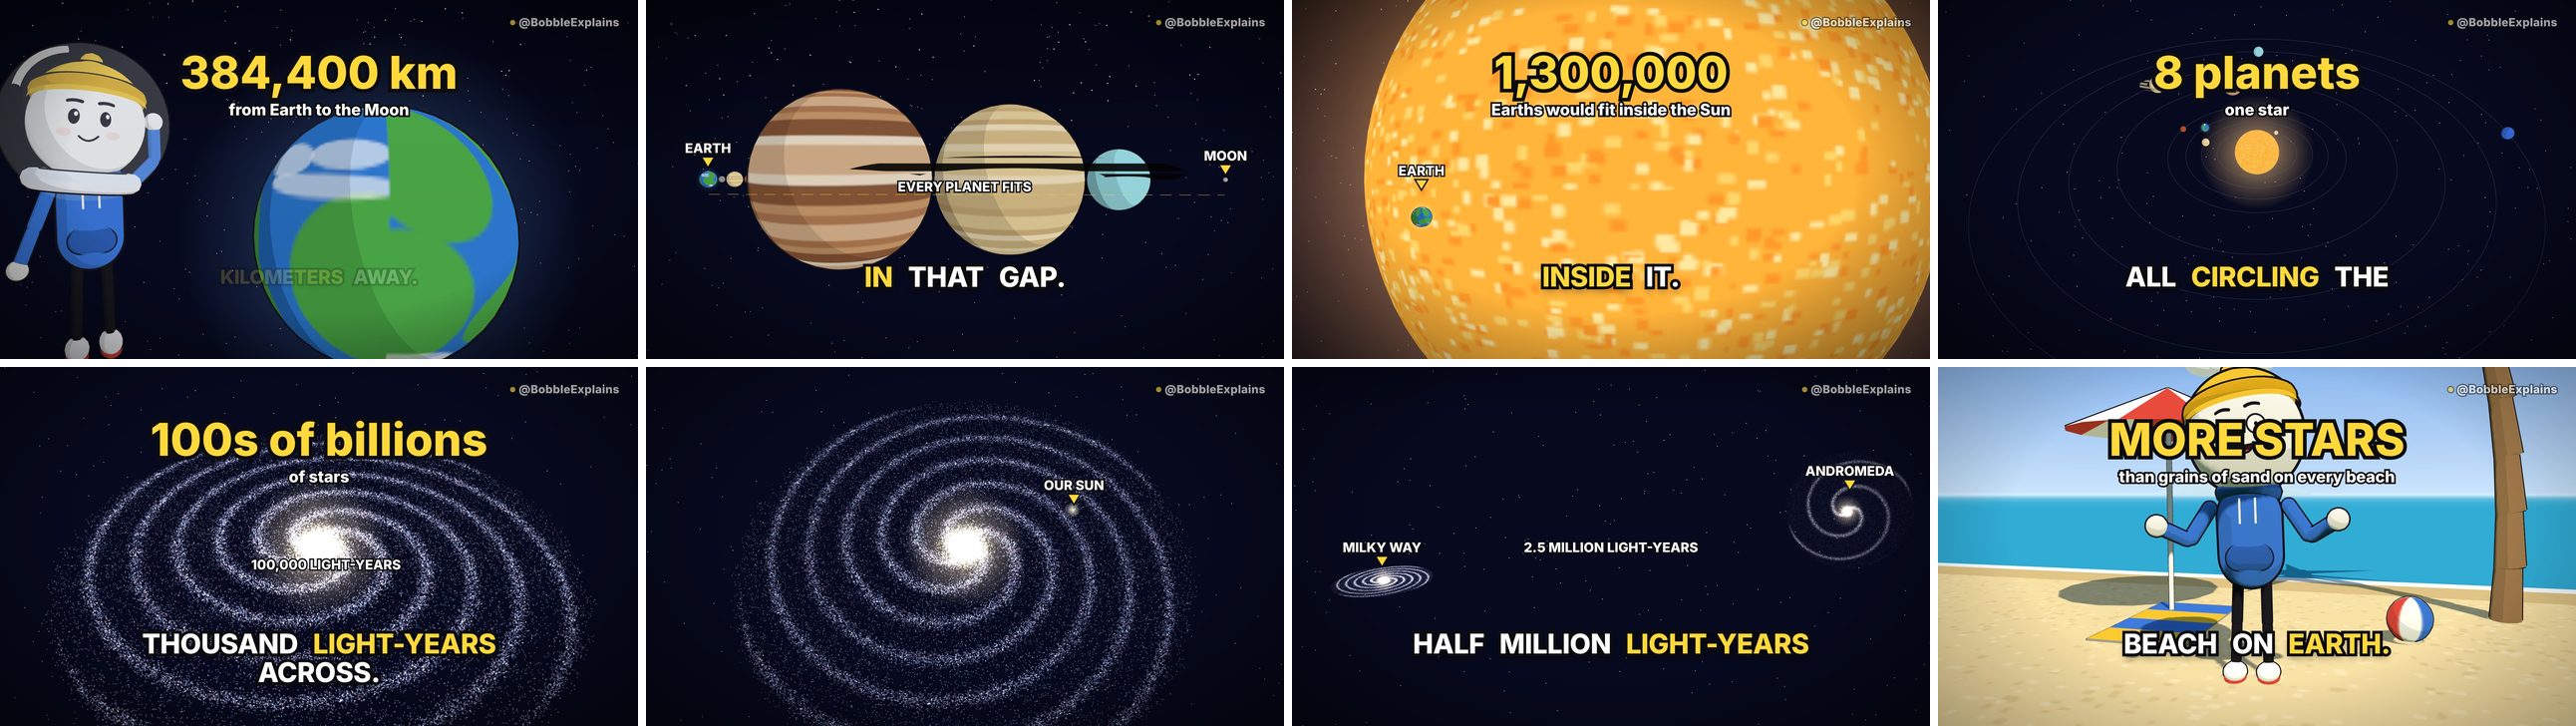 @BobbleExplains
384,400 km
from Earth to the Moon
KILOMETERS AWAY.
@BobbleExplains
EARTH
MOON
EVERY PLANET FITS
IN THAT GAP.
@BobbleExplains
1,300,000
Earths would fit inside the Sun
EARTH
INSIDE IT.
@BobbleExplains
8 planets
one star
ALL CIRCLING THE
@BobbleExplains
100s of billions
of stars
100,000 LIGHT-YEARS
THOUSAND LIGHT-YEARS
ACROSS.
@BobbleExplains
OUR SUN
@BobbleExplains
ANDROMEDA
MILKY WAY
2.5 MILLION LIGHT-YEARS
HALF MILLION LIGHT-YEARS
@BobbleExplains
MORE STARS
than grains of sand on every beach
BEACH ON EARTH.